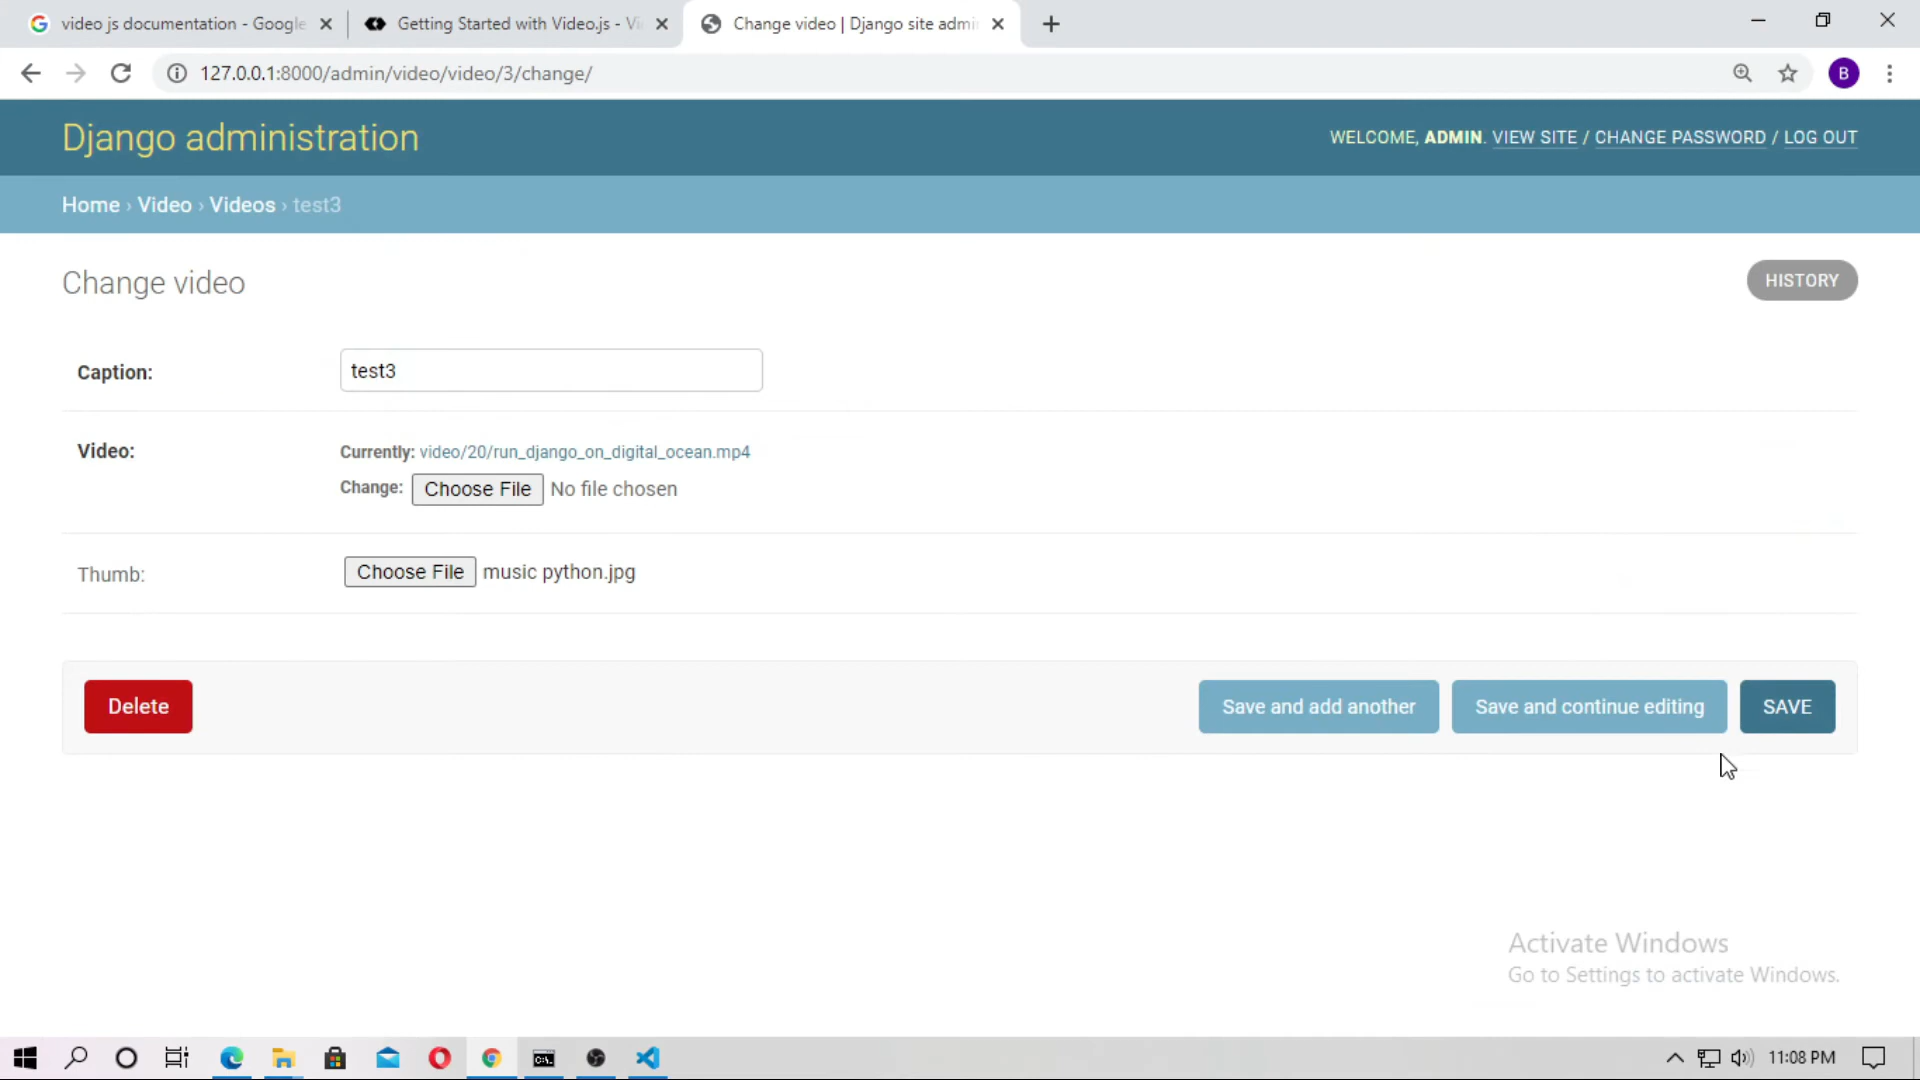 video js documentation - Google
Getting Started with Video.js - Vi
Change video | Django site admi
127.0.0.1:8000/admin/video/video/3/change/
B
Django administration
WELCOME, ADMIN. VIEW SITE / CHANGE PASSWORD / LOG OUT
Home › Video › Videos › test3
Change video
HISTORY
Caption:
test3
Video:
Currently: video/20/run_django_on_digital_ocean.mp4
Change: Choose File No file chosen
Thumb:
Choose File music python.jpg
Delete
Save and add another
Save and continue editing
SAVE
Activate Windows
Go to Settings to activate Windows.
11:08 PM